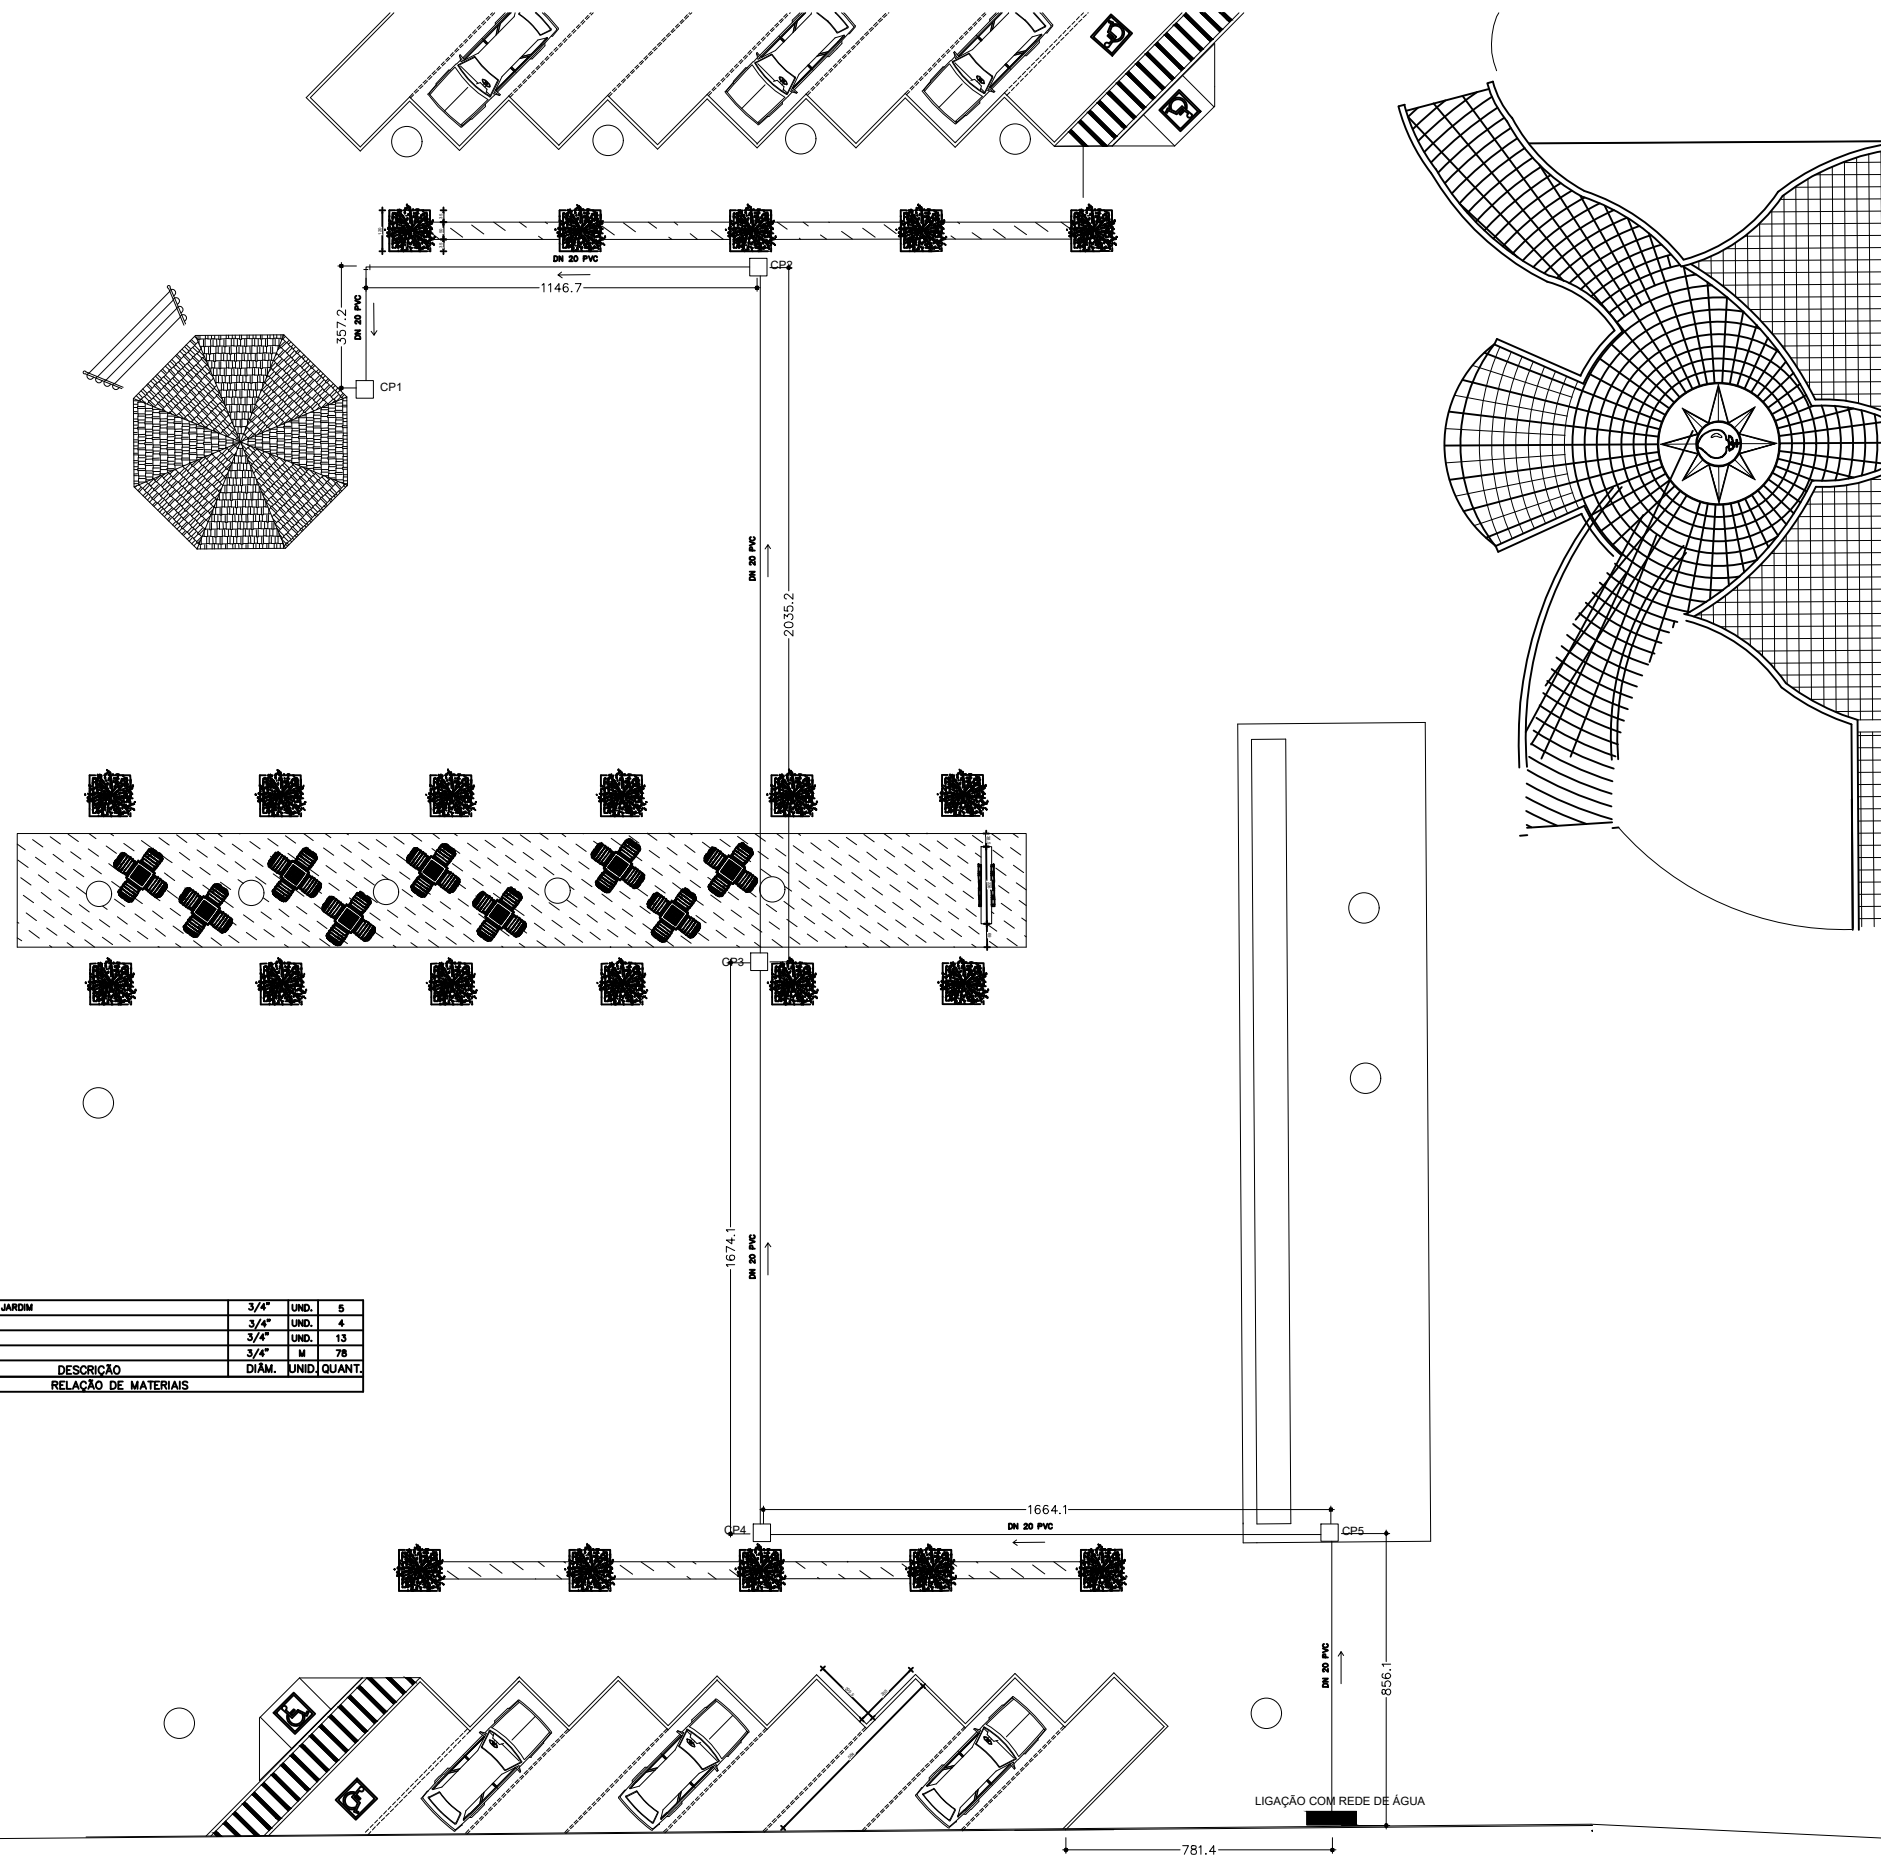 DN 20 PVC
CP2
1146.7
357.2
DN 20 PVC
CP1
DN 20 PVC
2035.2
CP3
1674.1
DN 20 PVC
JARDIM 3/4" UND. 5
3/4" UND. 4
3/4" UND. 13
3/4" M 78
DESCRIÇÃO DIÂM. UNID. QUANT.
RELAÇÃO DE MATERIAIS
1664.1
CP4
DN 20 PVC
CP5
DN 20 PVC
856.1
LIGAÇÃO COM REDE DE ÁGUA
781.4